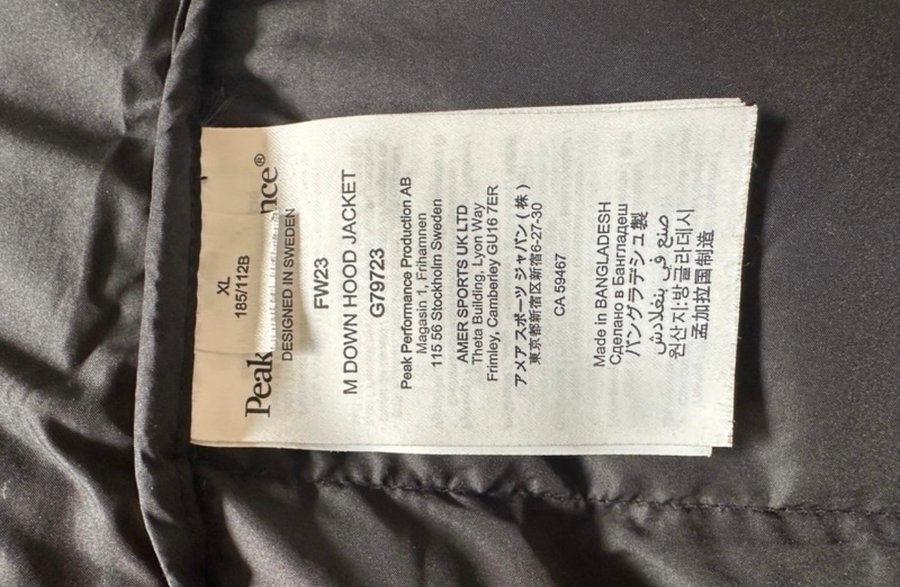 XL
185/112B
Peak nce®
DESIGNED IN SWEDEN
FW23
M DOWN HOOD JACKET
G79723
Peak Performance Production AB
Magasin 1, Frihamnen
115 56 Stockholm Sweden
AMER SPORTS UK LTD
Theta Building, Lyon Way
Frimley, Camberley GU16 7ER
アメアスポーツ ジャパン (株)
東京都新宿区新宿6-27-30
CA 59467
Made in BANGLADESH
Сделано в Бангладеш
バングラデシュ製
صنع في بنغلادش
원산지:방글라데시
孟加拉国制造